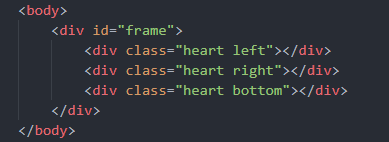 <body>
<div id="frame">
<div class="heart left"></div>
<div class="heart right"></div>
<div class="heart bottom"></div>
</div>
</body>